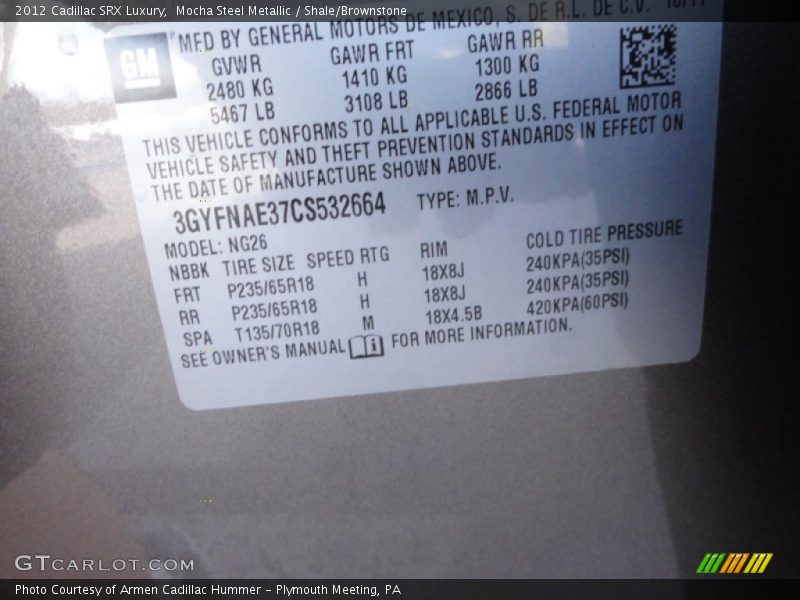 2012 Cadillac SRX Luxury, Mocha Steel Metallic / Shale/Brownstone
MFD BY GENERAL MOTORS DE MEXICO, S. DE R.L. DE C.V. 10/11
GM
GVWR GAWR FRT GAWR RR
2480 KG 1410 KG 1300 KG
5467 LB 3108 LB 2866 LB
THIS VEHICLE CONFORMS TO ALL APPLICABLE U.S. FEDERAL MOTOR
VEHICLE SAFETY AND THEFT PREVENTION STANDARDS IN EFFECT ON
THE DATE OF MANUFACTURE SHOWN ABOVE.
3GYFNAE37CS532664 TYPE: M.P.V.
MODEL: NG26
NBBK TIRE SIZE SPEED RTG RIM COLD TIRE PRESSURE
FRT P235/65R18 H 18X8J 240KPA(35PSI)
RR P235/65R18 H 18X8J 240KPA(35PSI)
SPA T135/70R18 M 18X4.5B 420KPA(60PSI)
SEE OWNER'S MANUAL i FOR MORE INFORMATION.
GTCARLOT.COM
Photo Courtesy of Armen Cadillac Hummer - Plymouth Meeting, PA